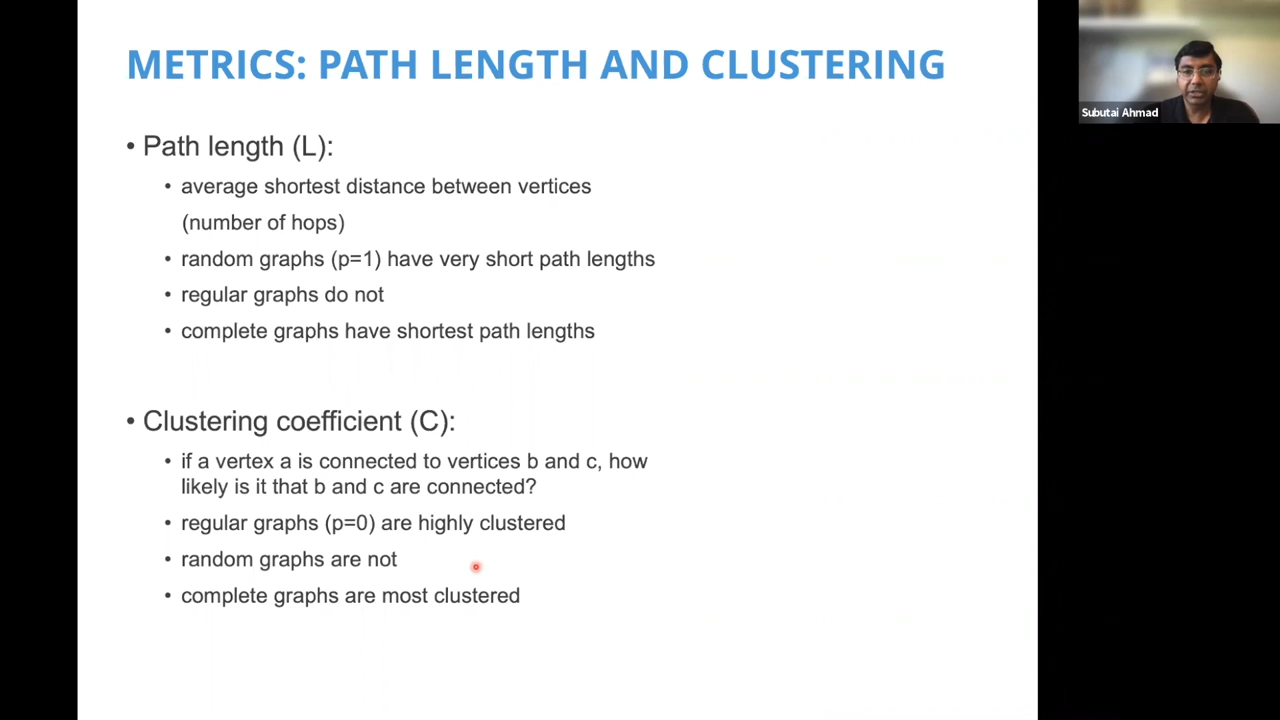 METRICS: PATH LENGTH AND CLUSTERING
Subutai Ahmad
• Path length (L):
• average shortest distance between vertices
(number of hops)
• random graphs (p=1) have very short path lengths
• regular graphs do not
• complete graphs have shortest path lengths
• Clustering coefficient (C):
• if a vertex a is connected to vertices b and c, how
likely is it that b and c are connected?
• regular graphs (p=0) are highly clustered
• random graphs are not
• complete graphs are most clustered